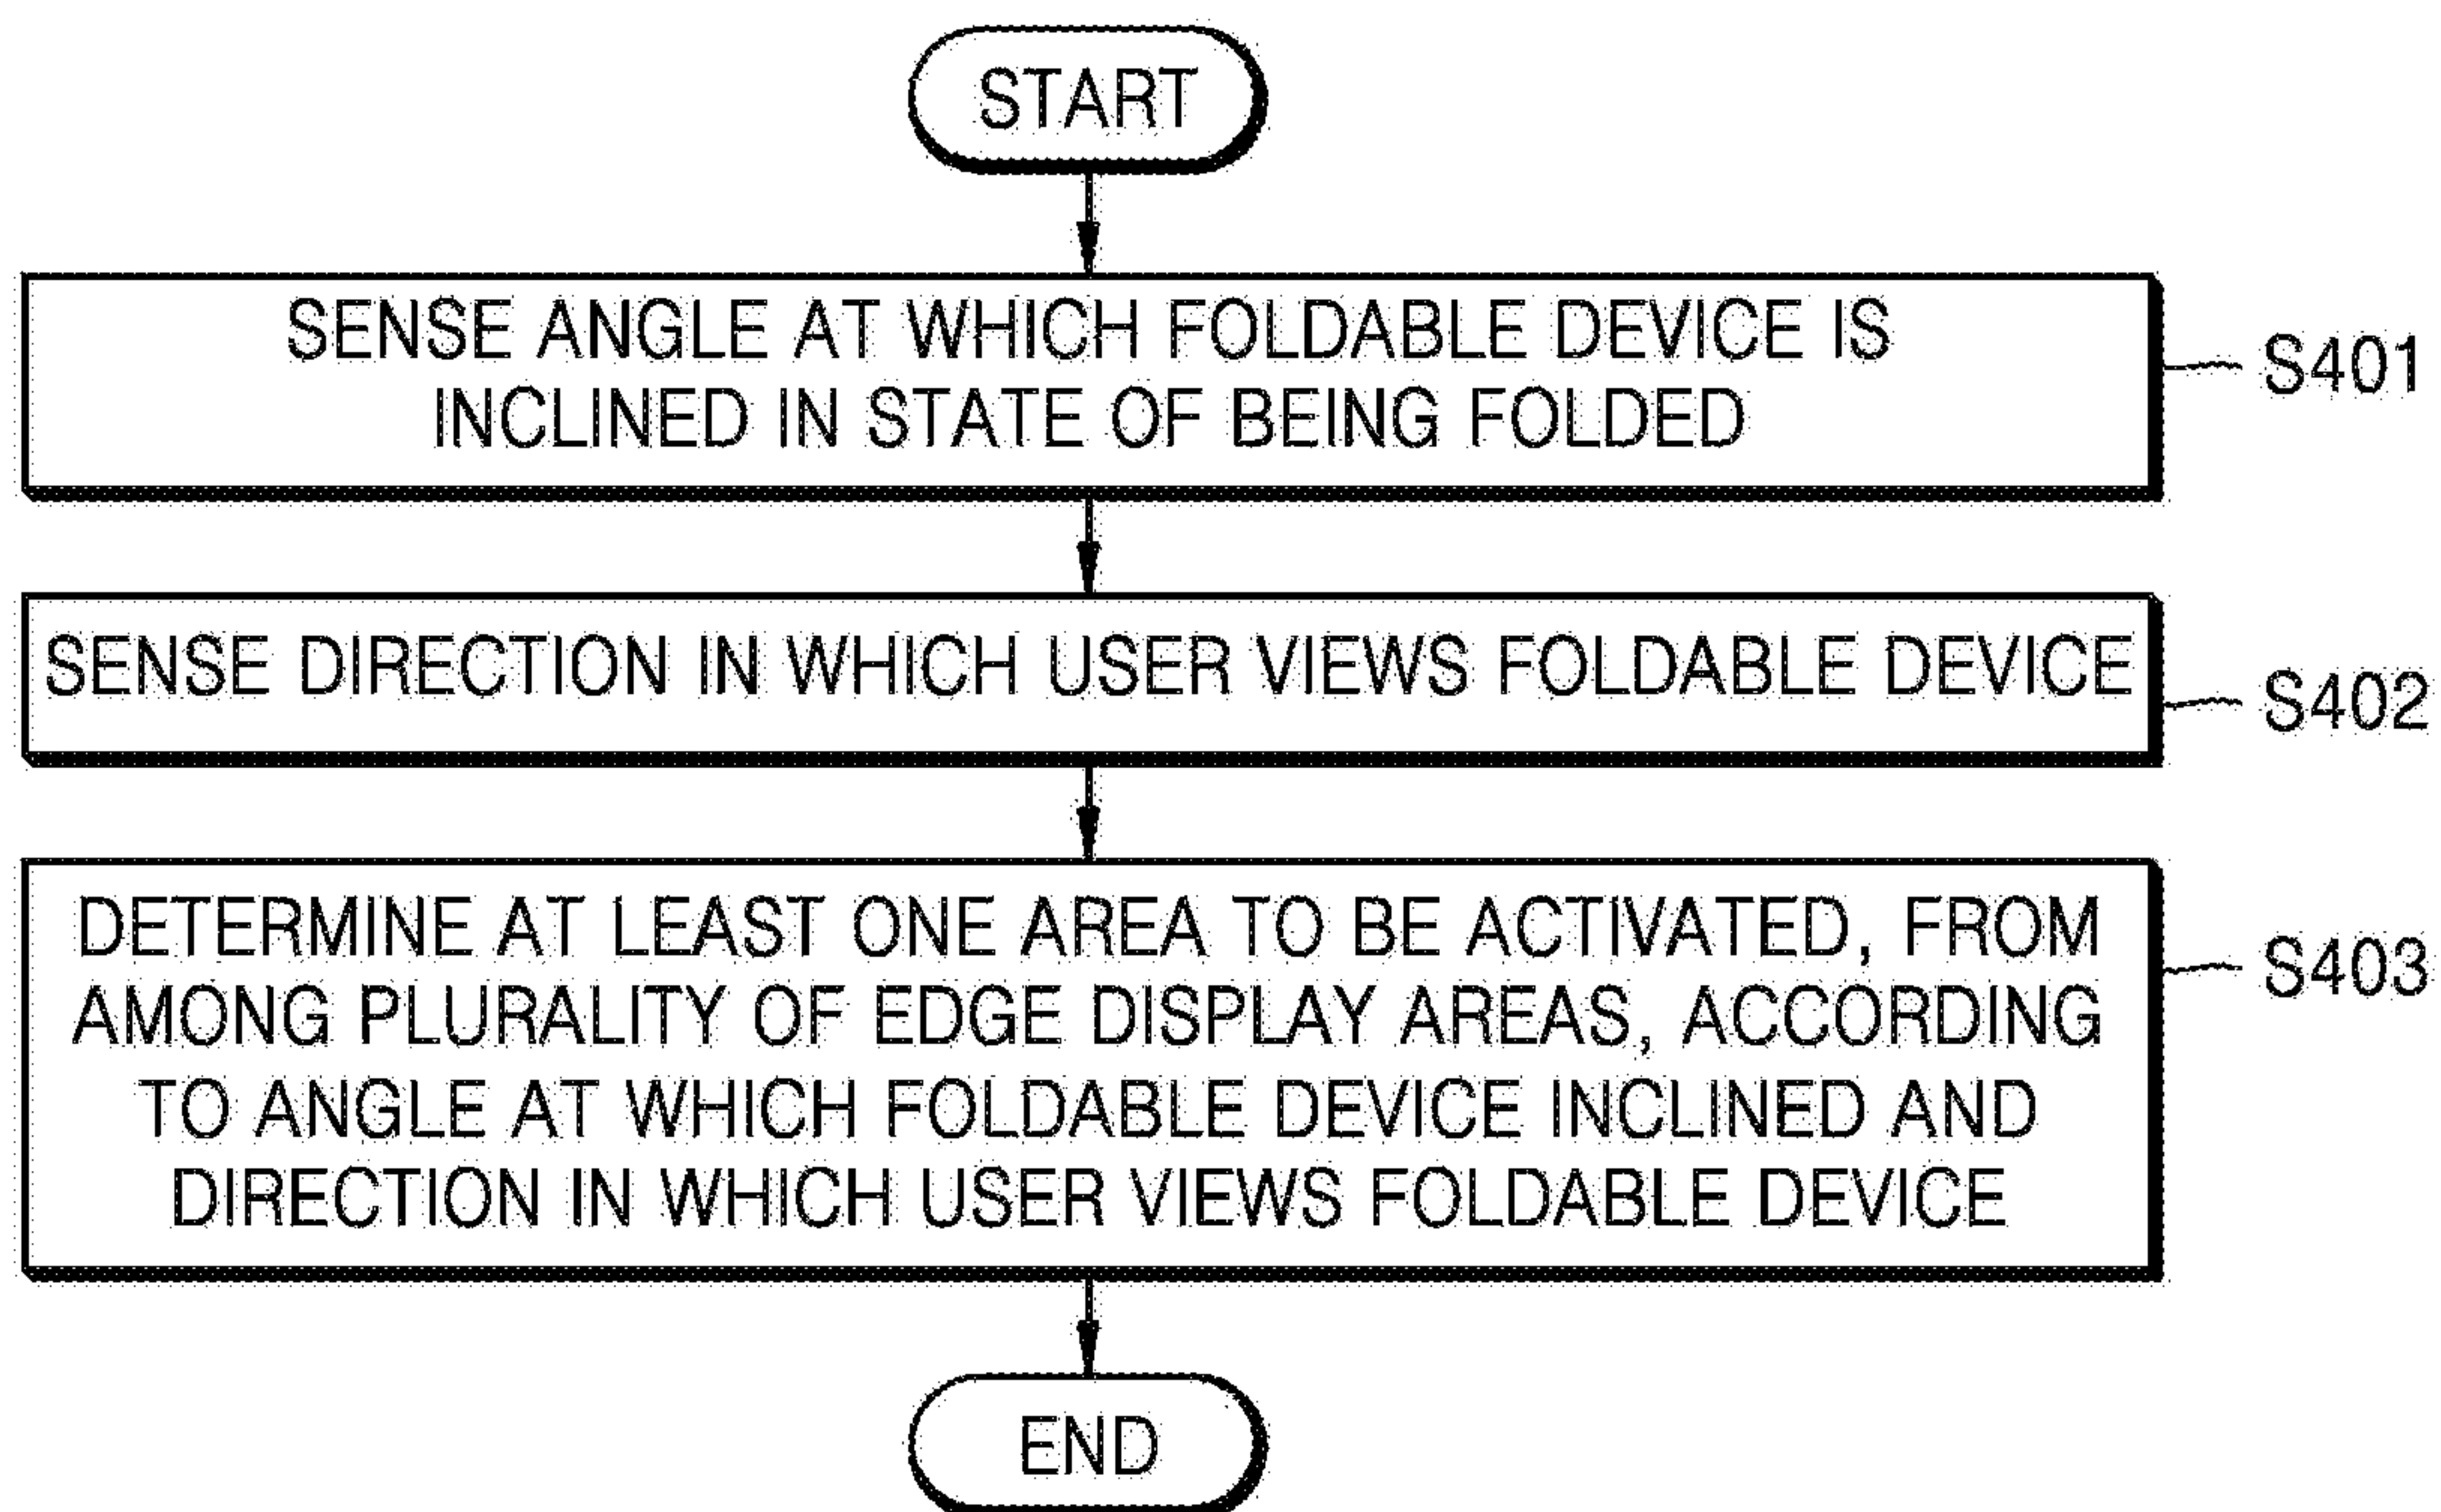 START
SENSE ANGLE AT WHICH FOLDABLE DEVICE IS
INCLINED IN STATE OF BEING FOLDED
S401
SENSE DIRECTION IN WHICH USER VIEWS FOLDABLE DEVICE
S402
DETERMINE AT LEAST ONE AREA TO BE ACTIVATED, FROM
AMONG PLURALITY OF EDGE DISPLAY AREAS, ACCORDING
TO ANGLE AT WHICH FOLDABLE DEVICE INCLINED AND
DIRECTION IN WHICH USER VIEWS FOLDABLE DEVICE
S403
END